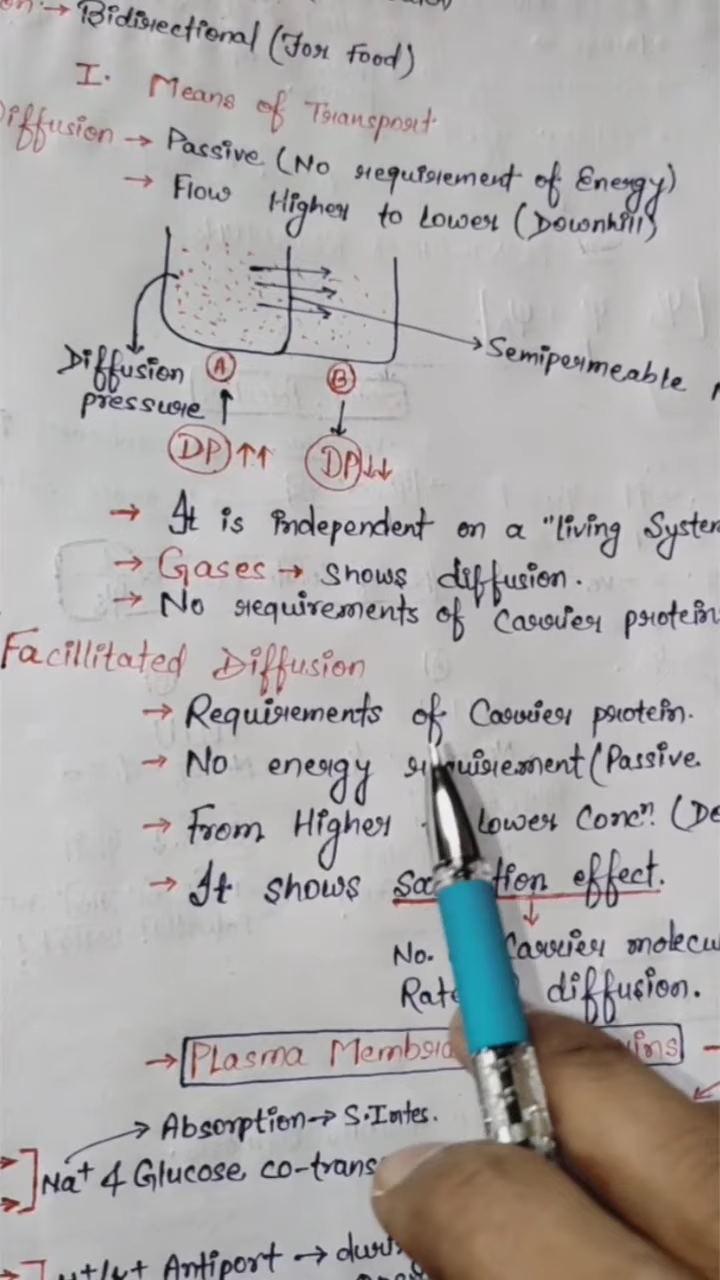 → Bidirectional (For Food)
I. Means of Transport
Diffusion → Passive (No requirement of Energy)
→ Flow Higher to Lower (Downhill)
→ Semipermeable
Diffusion pressure
A
B
DP ↑↑
DP ↓↓
→ It is independent on a "living System
→ Gases → shows diffusion.
→ No requirements of Carrier protein
Facillitated Diffusion
→ Requirements of Carrier protein.
→ No energy requirement (Passive.
→ From Higher Lower Concⁿ. (De
→ It shows effect.
No. Carrier molecu
Rate diffusion.
→ Plasma
→ Absorption → S.Intes.
Na⁺ & Glucose co-trans
Antiport →